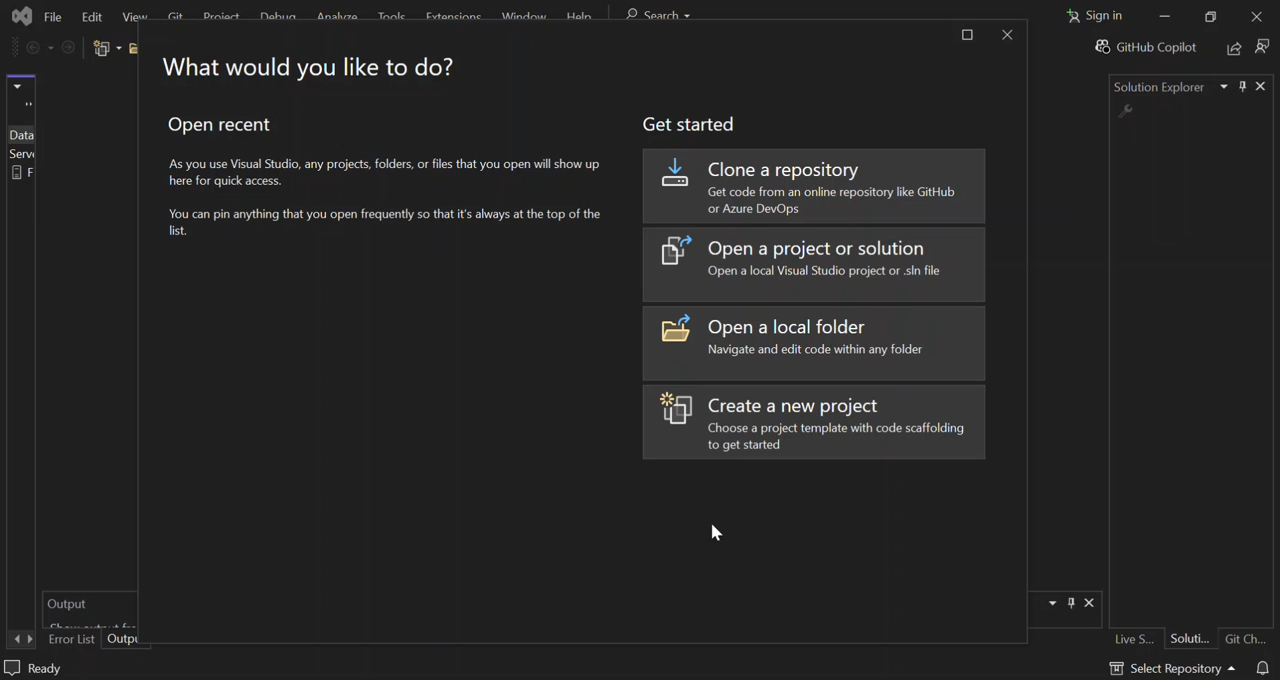 File Edit View Git Project Debug Analyze Tools Extensions Window Help Search Sign in
GitHub Copilot
What would you like to do?
Open recent
As you use Visual Studio, any projects, folders, or files that you open will show up
here for quick access.
You can pin anything that you open frequently so that it's always at the top of the
list.
Get started
Clone a repository
Get code from an online repository like GitHub
or Azure DevOps
Open a project or solution
Open a local Visual Studio project or .sln file
Open a local folder
Navigate and edit code within any folder
Create a new project
Choose a project template with code scaffolding
to get started
Data
Serve
F
Solution Explorer
Output
Error List Outpu
Live S... Soluti... Git Ch...
Ready
Select Repository